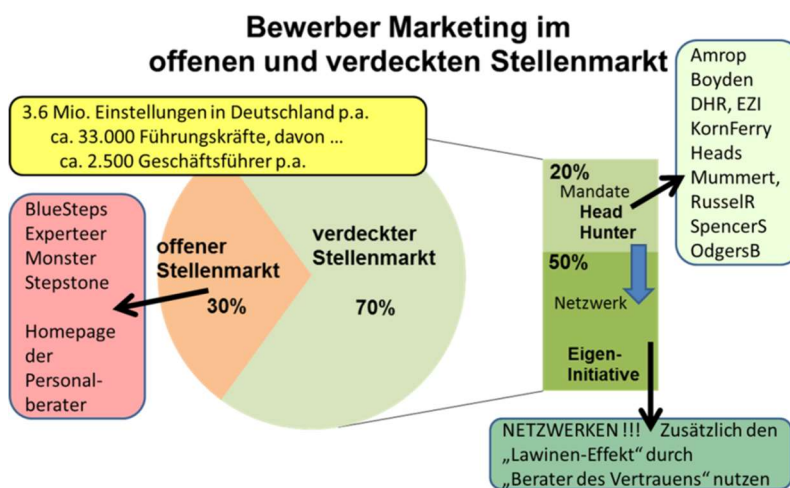 Bewerber Marketing im
offenen und verdeckten Stellenmarkt
3.6 Mio. Einstellungen in Deutschland p.a.
ca. 33.000 Führungskräfte, davon ...
ca. 2.500 Geschäftsführer p.a.
BlueSteps
Experteer
Monster
Stepstone
Homepage
der
Personal-
berater
offener
Stellenmarkt
30%
verdeckter
Stellenmarkt
70%
20%
Mandate
Head
Hunter
50%
Netzwerk
Eigen-
Initiative
Amrop
Boyden
DHR, EZI
KornFerry
Heads
Mummert,
RusselR
SpencerS
OdgersB
NETZWERKEN !!! Zusätzlich den
„Lawinen-Effekt“ durch
„Berater des Vertrauens“ nutzen